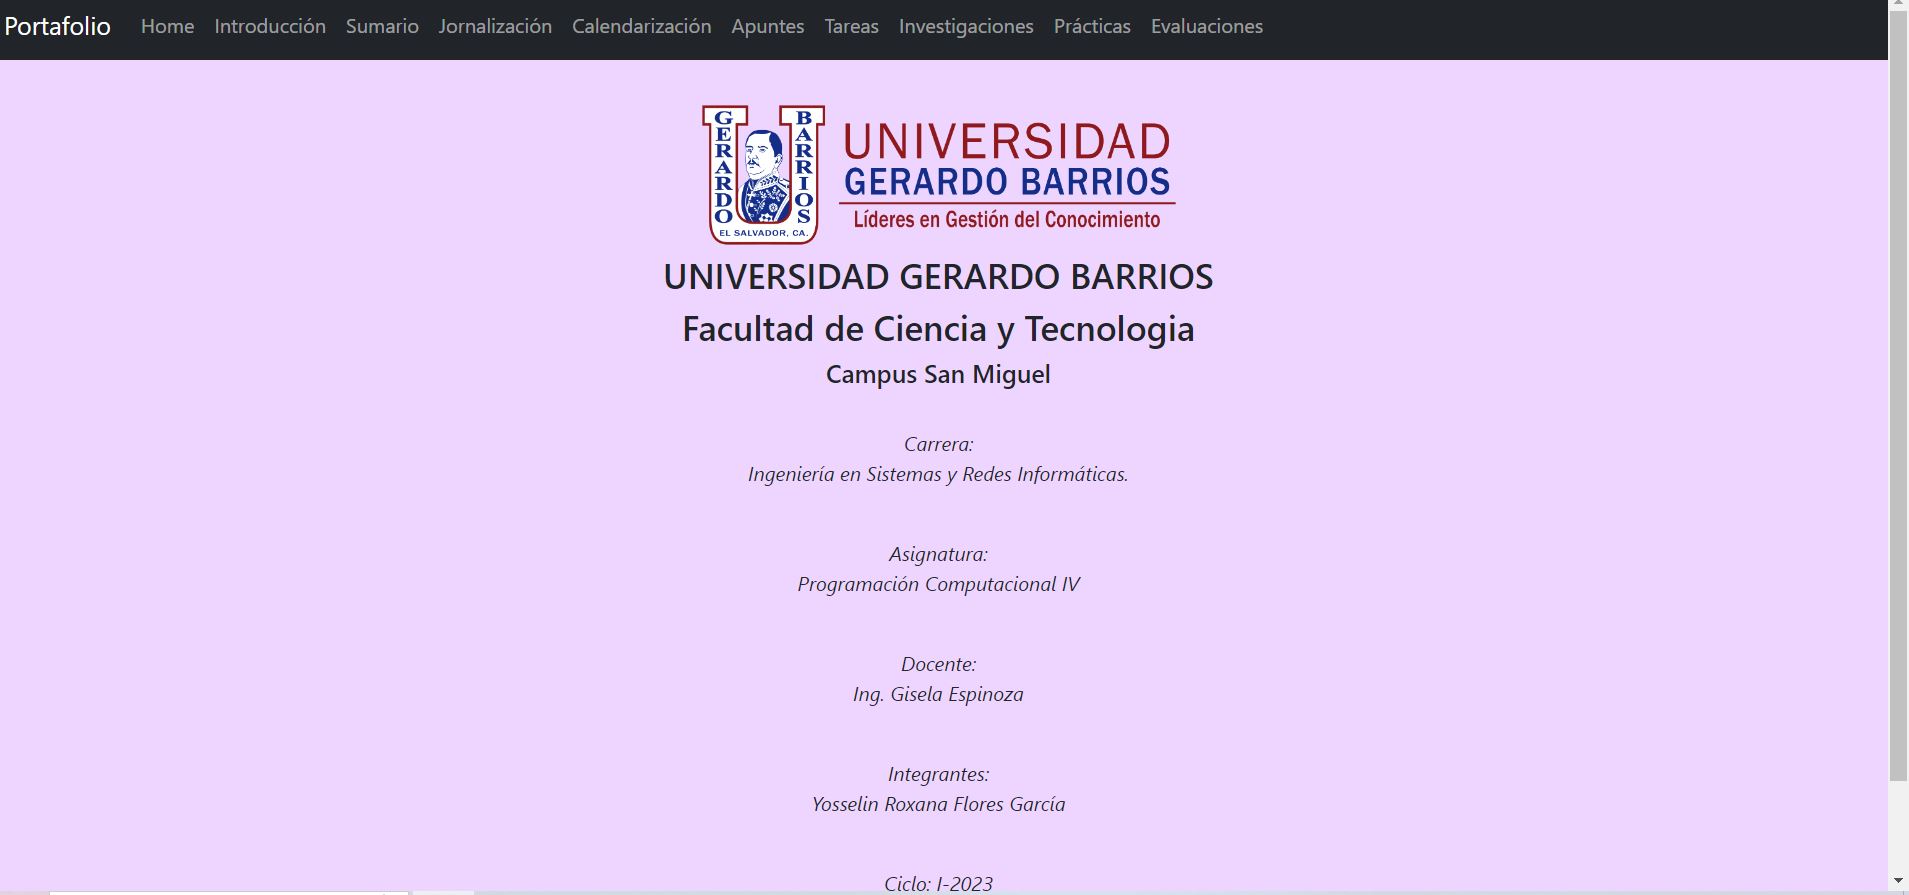 Portafolio Home Introducción Sumario Jornalización Calendarización Apuntes Tareas Investigaciones Prácticas Evaluaciones
GERARDO BARRIOS
EL SALVADOR, CA.
UNIVERSIDAD
GERARDO BARRIOS
Líderes en Gestión del Conocimiento
UNIVERSIDAD GERARDO BARRIOS
Facultad de Ciencia y Tecnologia
Campus San Miguel
Carrera:
Ingeniería en Sistemas y Redes Informáticas.
Asignatura:
Programación Computacional IV
Docente:
Ing. Gisela Espinoza
Integrantes:
Yosselin Roxana Flores García
Ciclo: I-2023